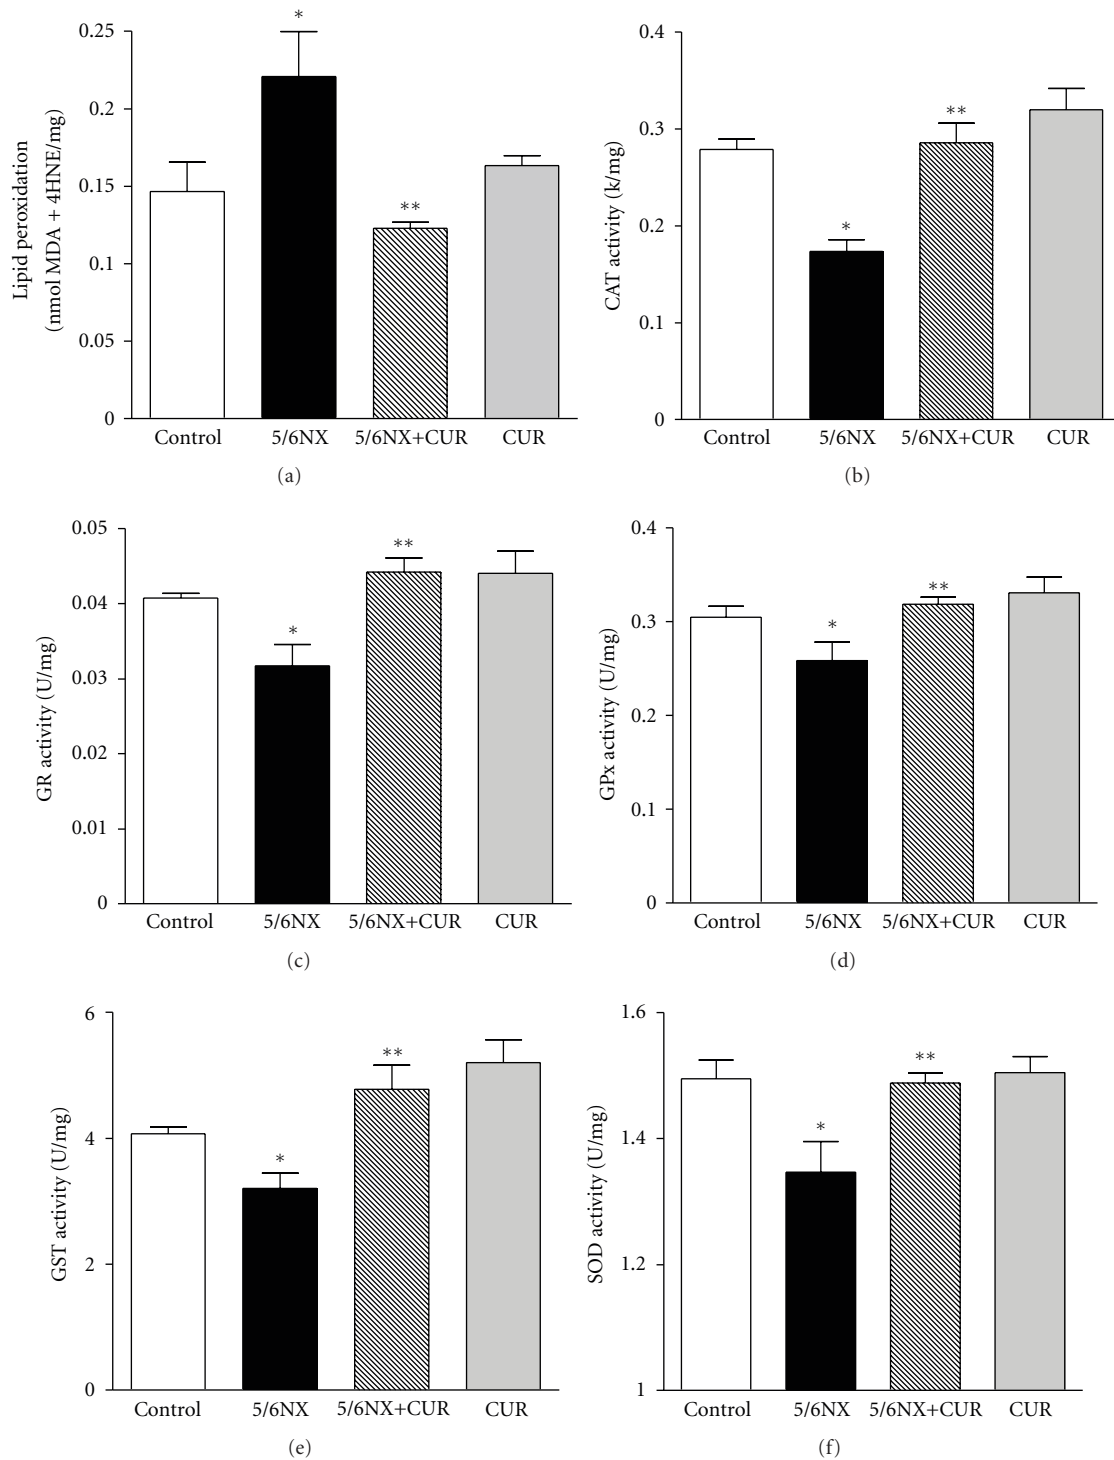 *
0.25
0.2
0.15
0.1
0.05
0
**
Lipid peroxidation
(nmol MDA + 4HNE/mg)
Control 5/6NX 5/6NX+CUR CUR
(a)
0.4
0.3
0.2
0.1
0
**
*
CAT activity (k/mg)
Control 5/6NX 5/6NX+CUR CUR
(b)
0.05
0.04
0.03
0.02
0.01
0
**
*
GR activity (U/mg)
Control 5/6NX 5/6NX+CUR CUR
(c)
0.4
0.3
0.2
0.1
0
**
*
GPx activity (U/mg)
Control 5/6NX 5/6NX+CUR CUR
(d)
6
4
2
0
**
*
GST activity (U/mg)
Control 5/6NX 5/6NX+CUR CUR
(e)
1.6
1.4
1.2
1
**
*
SOD activity (U/mg)
Control 5/6NX 5/6NX+CUR CUR
(f)